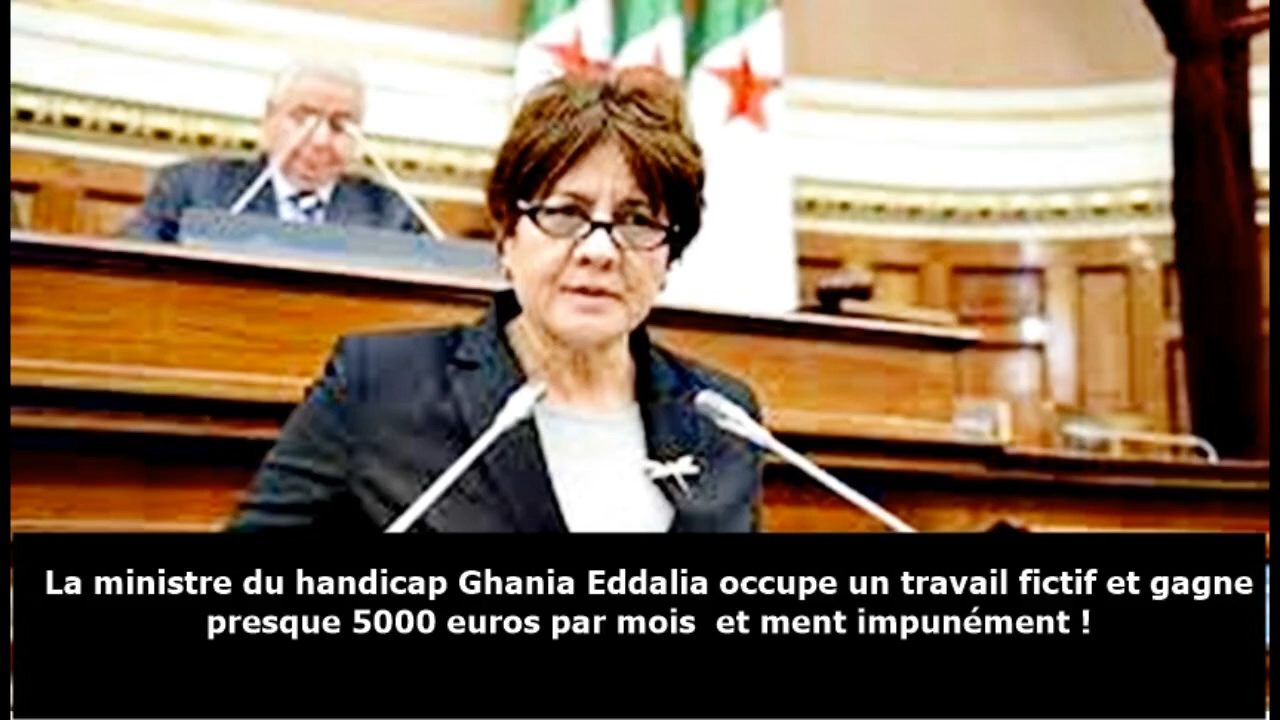 La ministre du handicap Ghania Eddalia occupe un travail fictif et gagne
presque 5000 euros par mois  et ment impunément !